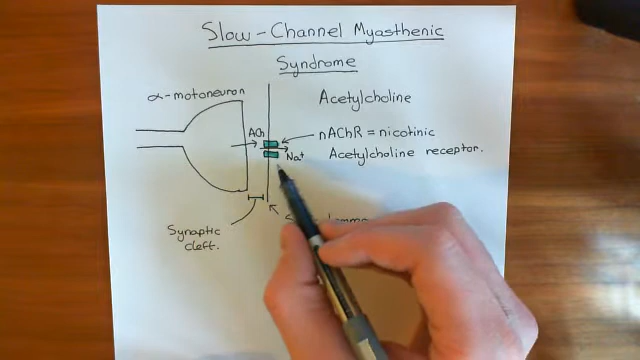 Slow-Channel Myasthenic
Syndrome
α-motoneuron
Acetylcholine
ACh
nAChR = nicotinic
Acetylcholine receptor.
Na+
Synaptic
cleft.